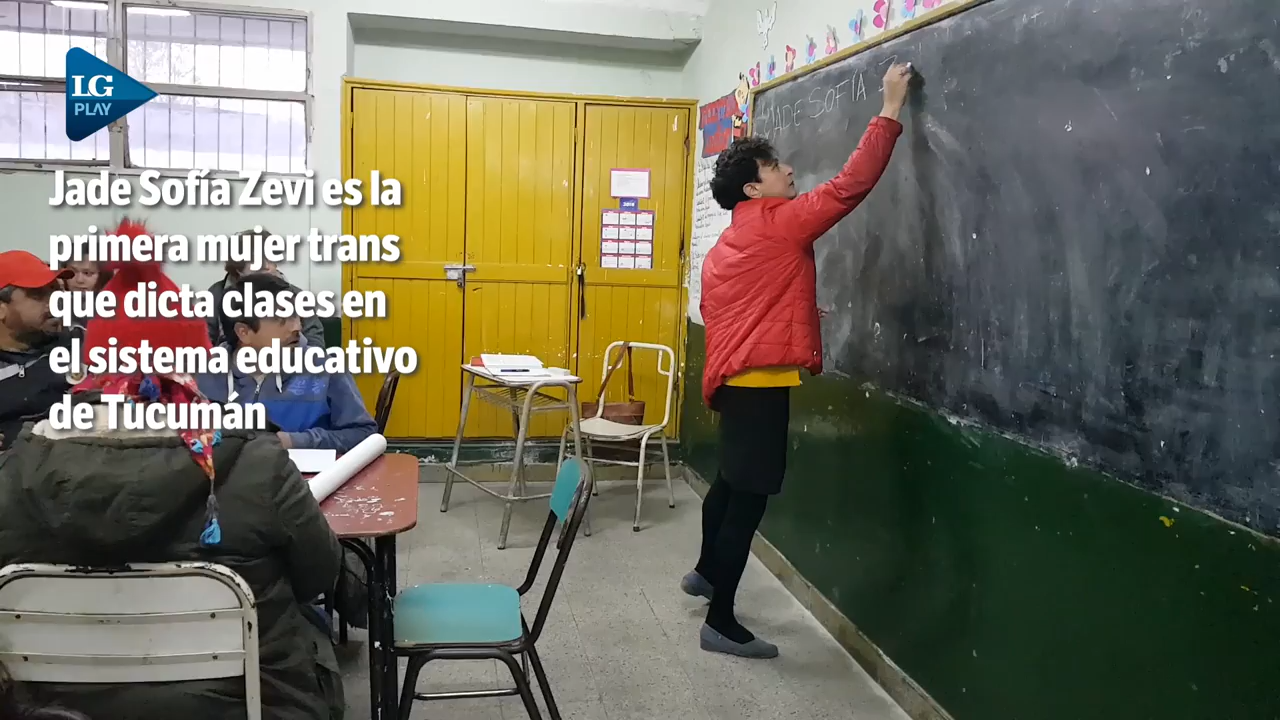 LG
PLAY
Jade Sofía Zevi es la
primera mujer trans
que dicta clases en
el sistema educativo
de Tucumán
JADE SOFÍA Z
2018